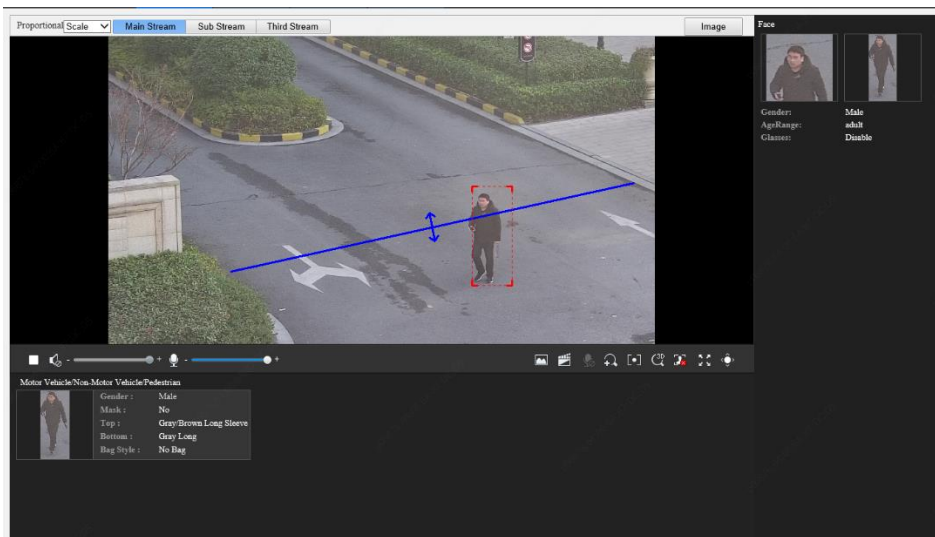 Proportional Scale Main Stream Sub Stream Third Stream Image
Face
Gender: Male
AgeRange: adult
Glasses: Disable
- + - +
3D
Motor Vehicle/Non-Motor Vehicle/Pedestrian
Gender : Male
Mask : No
Top : Gray/Brown Long Sleeve
Bottom : Gray Long
Bag Style : No Bag